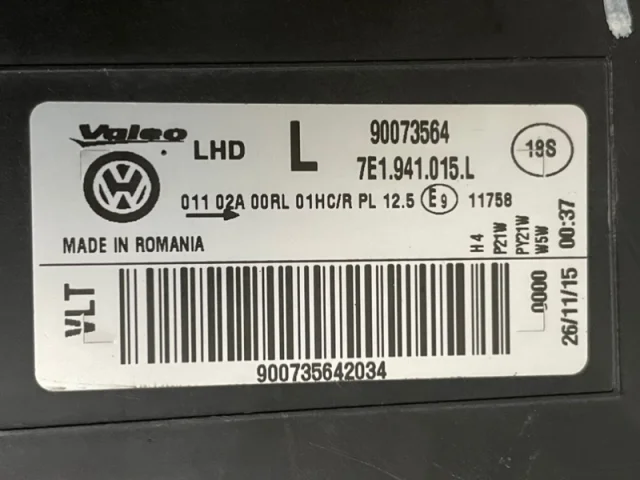 Valeo LHD L 90073564 19S
7E1.941.015.L
011 02A 00RL 01HC/R PL 12.5 E9 11758
MADE IN ROMANIA
H4
P21W
PY21W
W5W
VLT
0000
26/11/15 00:37
900735642034